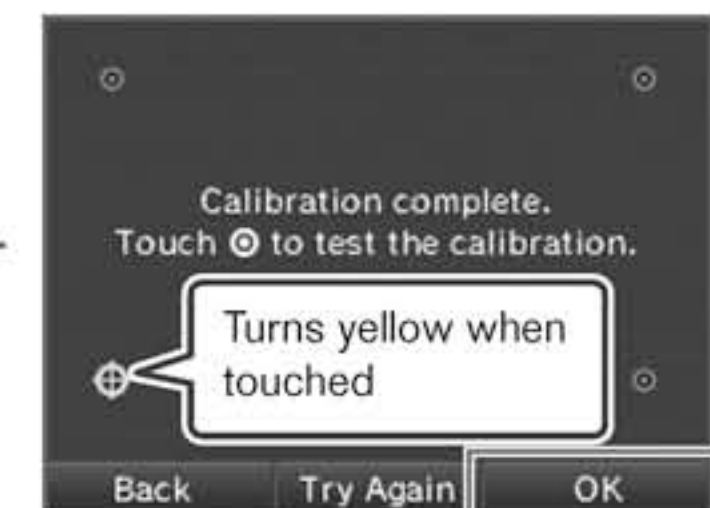 Calibration complete.
Touch ⊙ to test the calibration.
Turns yellow when
touched
Back Try Again OK